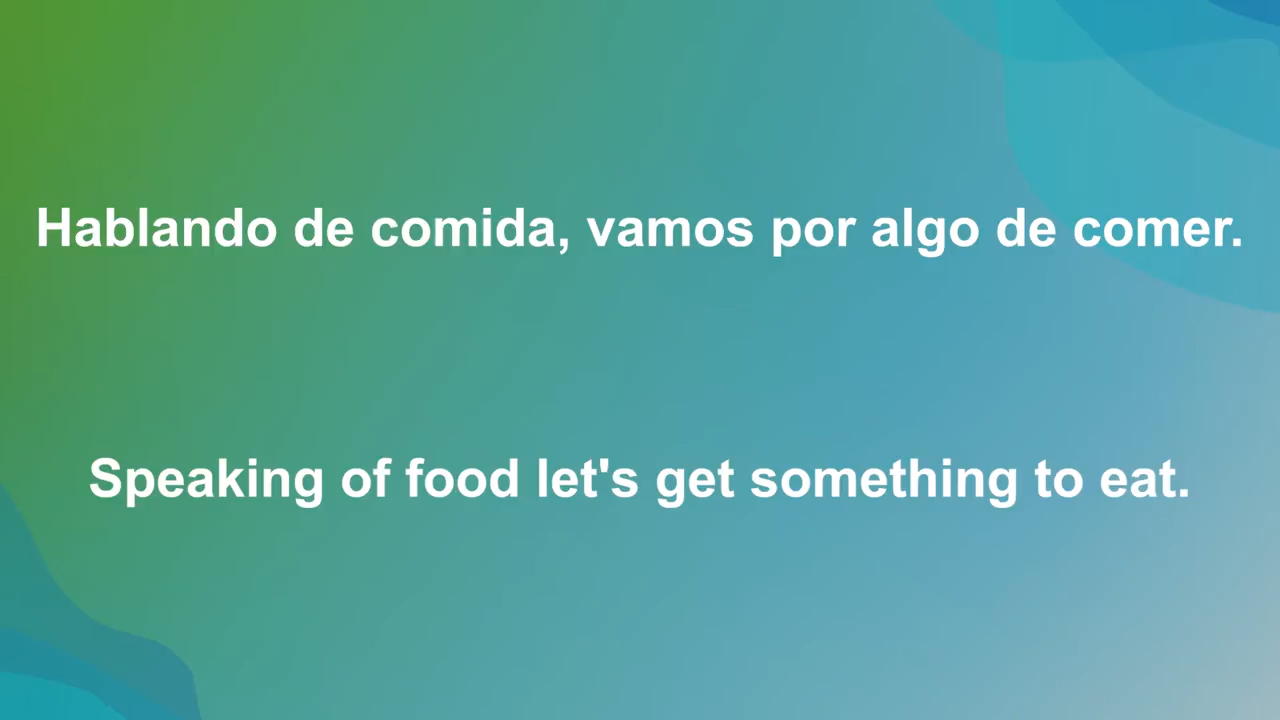 Hablando de comida, vamos por algo de comer.
Speaking of food let's get something to eat.